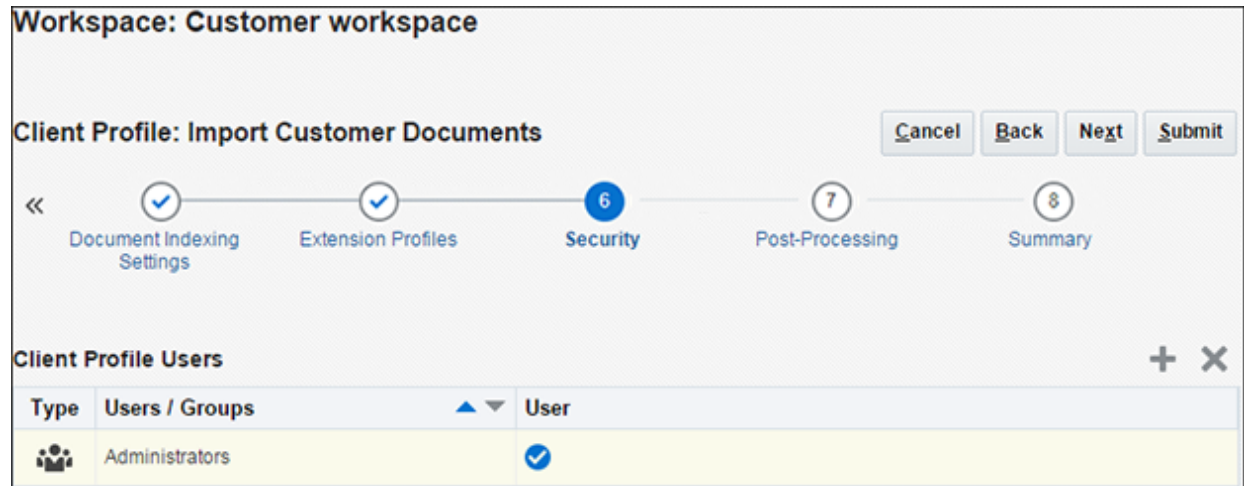 Workspace: Customer workspace
Client Profile: Import Customer Documents
Cancel Back Next Submit
«
6 7 8
Document Indexing Settings
Extension Profiles
Security
Post-Processing
Summary
Client Profile Users
Type Users / Groups User
Administrators